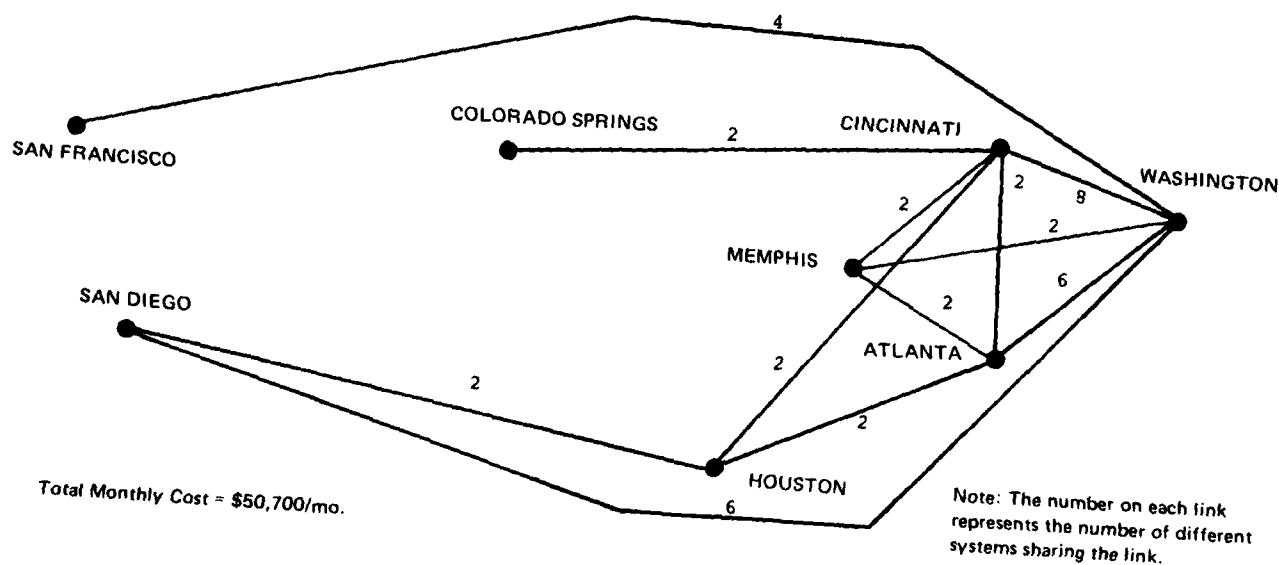 4
COLORADO SPRINGS
2
CINCINNATI
SAN FRANCISCO
2
8
WASHINGTON
2
2
MEMPHIS
6
2
SAN DIEGO
ATLANTA
2
2
2
HOUSTON
6
Total Monthly Cost = $50,700/mo.
Note: The number on each link
represents the number of different
systems sharing the link.